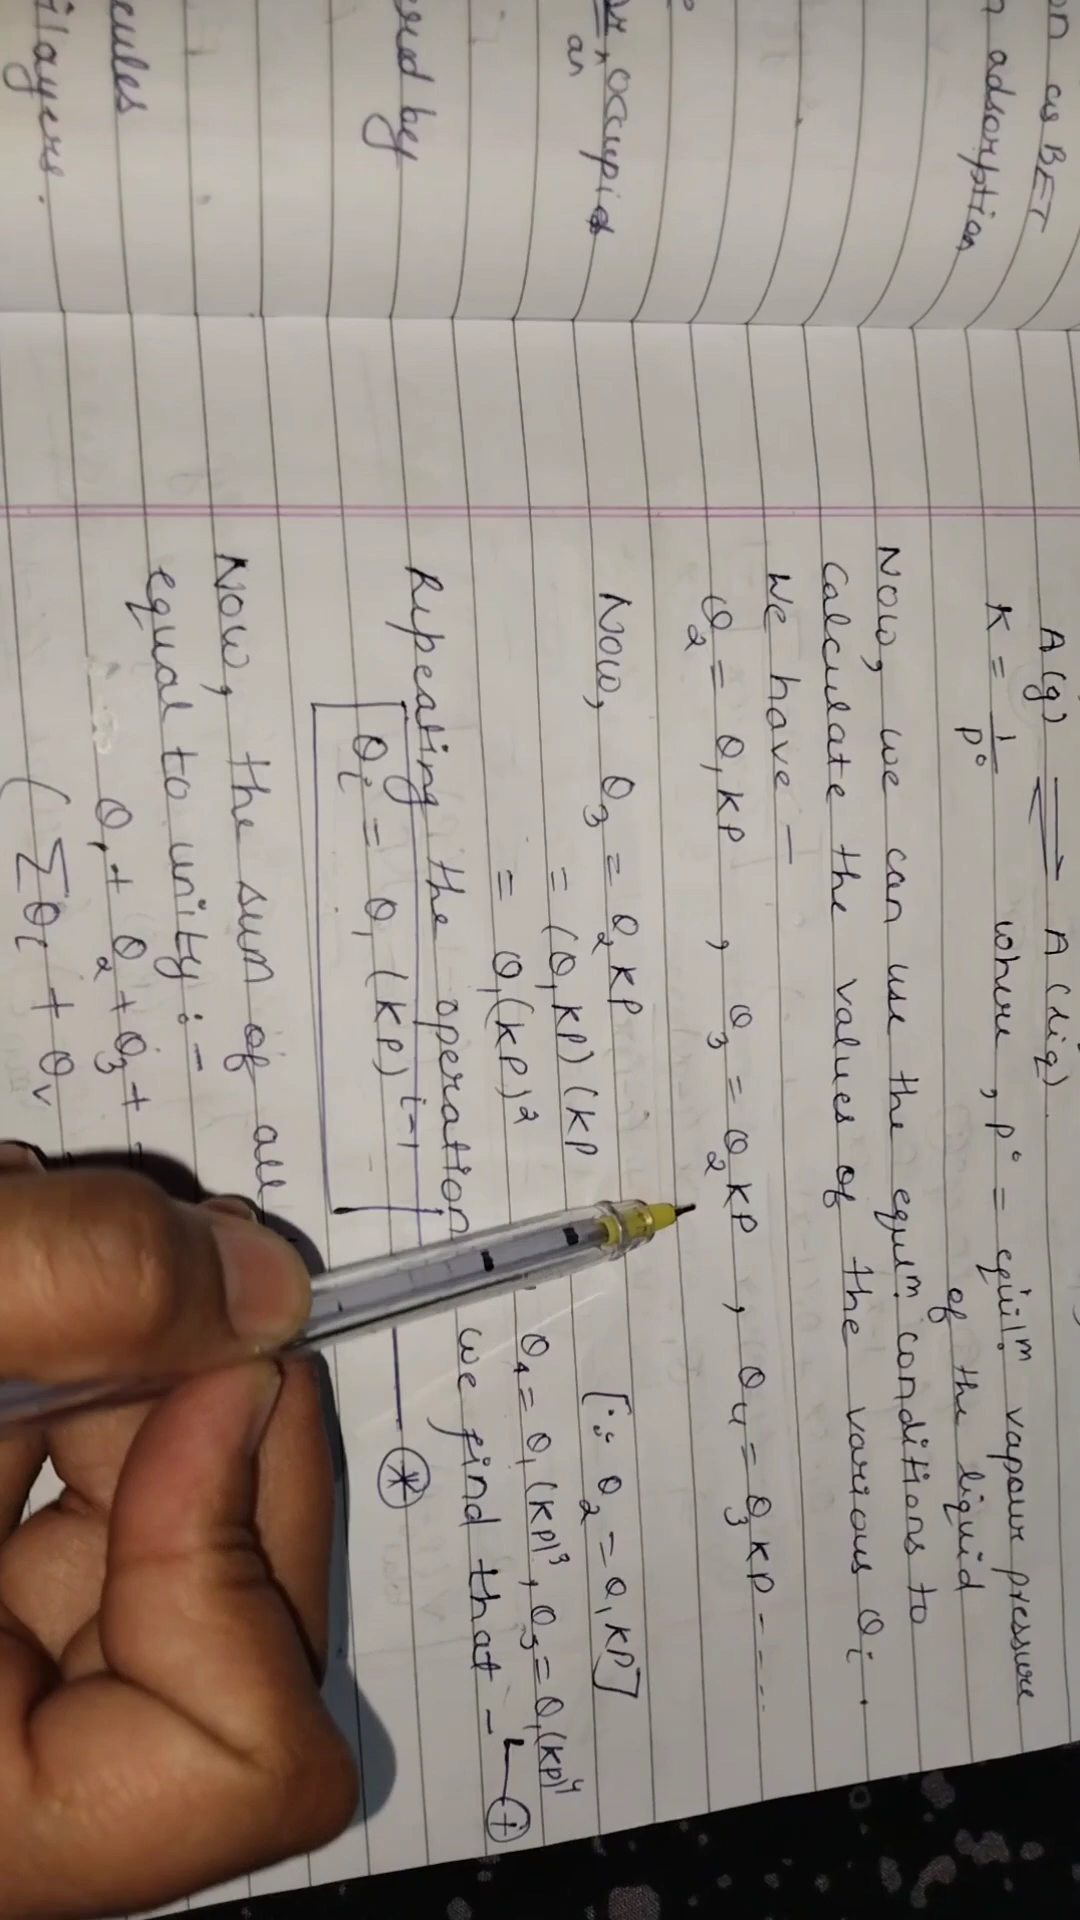 on as BET
n adsorption
occupied
an
ered by
cules
ilayers.
A(g) ⇌ A(liq).
K = 1/P° where, P° = equil^m. vapour pressure
of the liquid
Now, we can use the equi^m. conditions to
calculate the values of the various θi.
We have –
θ2 = θ1KP , θ3 = θ2KP , θ4 = θ3KP - - - -
Now, θ3 = θ2KP [∵ θ2 = θ1KP]
= (θ1KP)(KP
= θ1(KP)² , θ4 = θ1(KP)³, θ5 = θ1(KP)⁴
Repeating the operation we find that – (i)
θi = θ1(KP)^i-1 — (*)
Now, the sum of all
equal to unity :-
θ1 + θ2 + θ3 +
(Σθi + θv